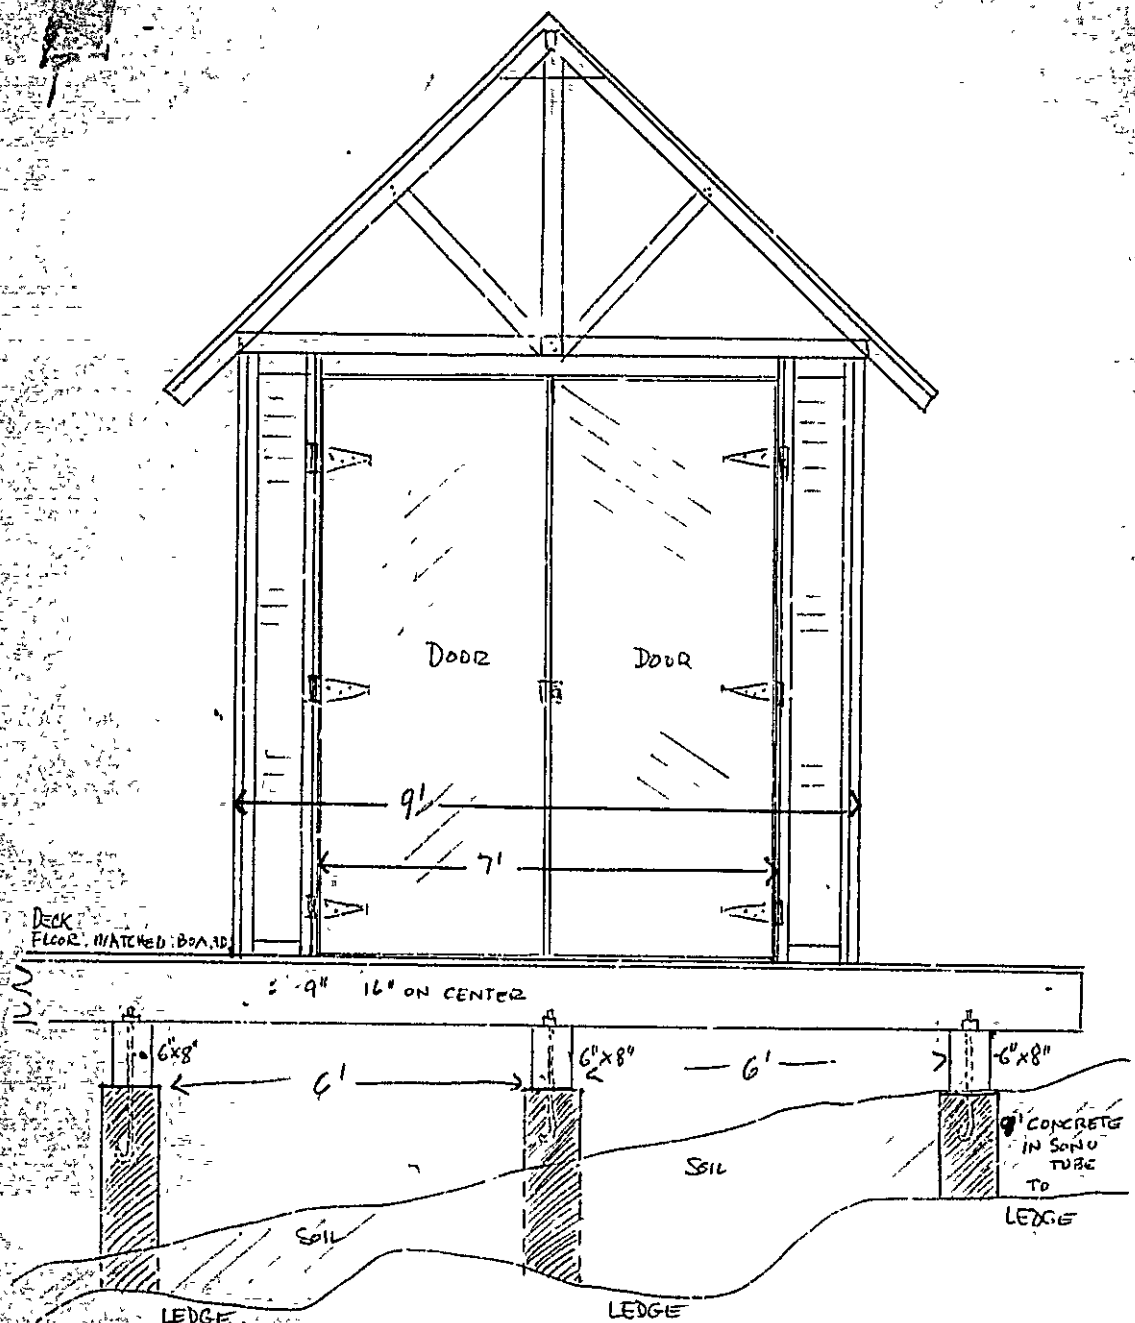 DOOR DOOR
9'
7'
DECK
FLOOR, MATCHED BOARD
9" 16" ON CENTER
6"x8" 6"x8" 6"x8"
6' 6'
9" CONCRETE
IN SONO
TUBE
TO
LEDGE
SOIL
SOIL
LEDGE
LEDGE